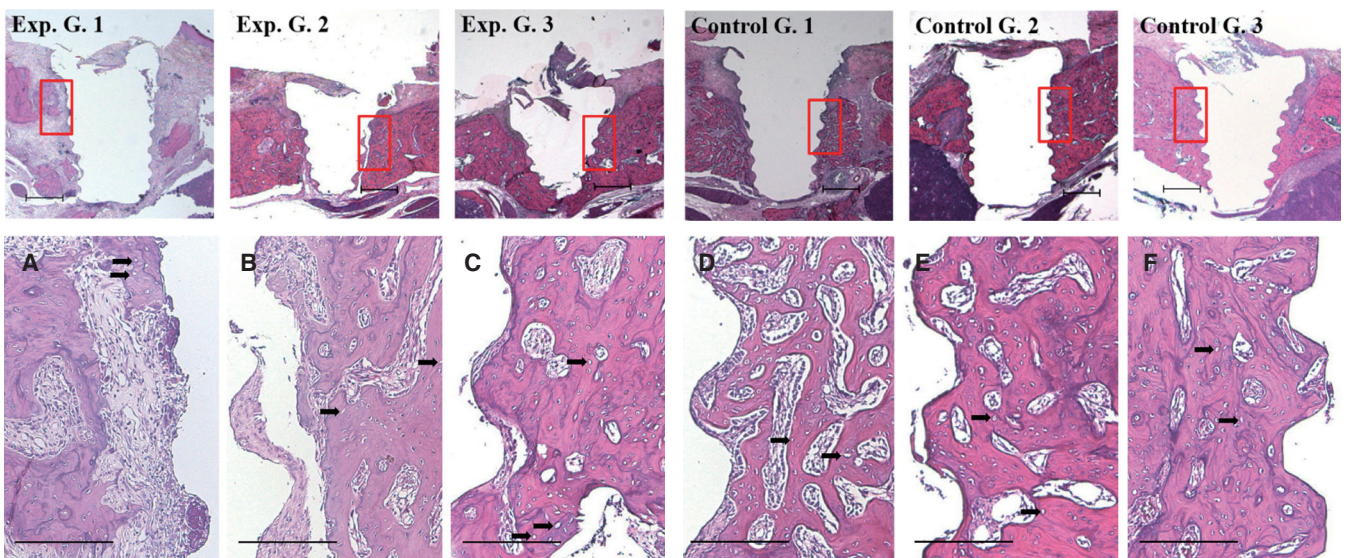 Exp. G. 1
Exp. G. 2
Exp. G. 3
Control G. 1
Control G. 2
Control G. 3
A
B
C
D
E
F